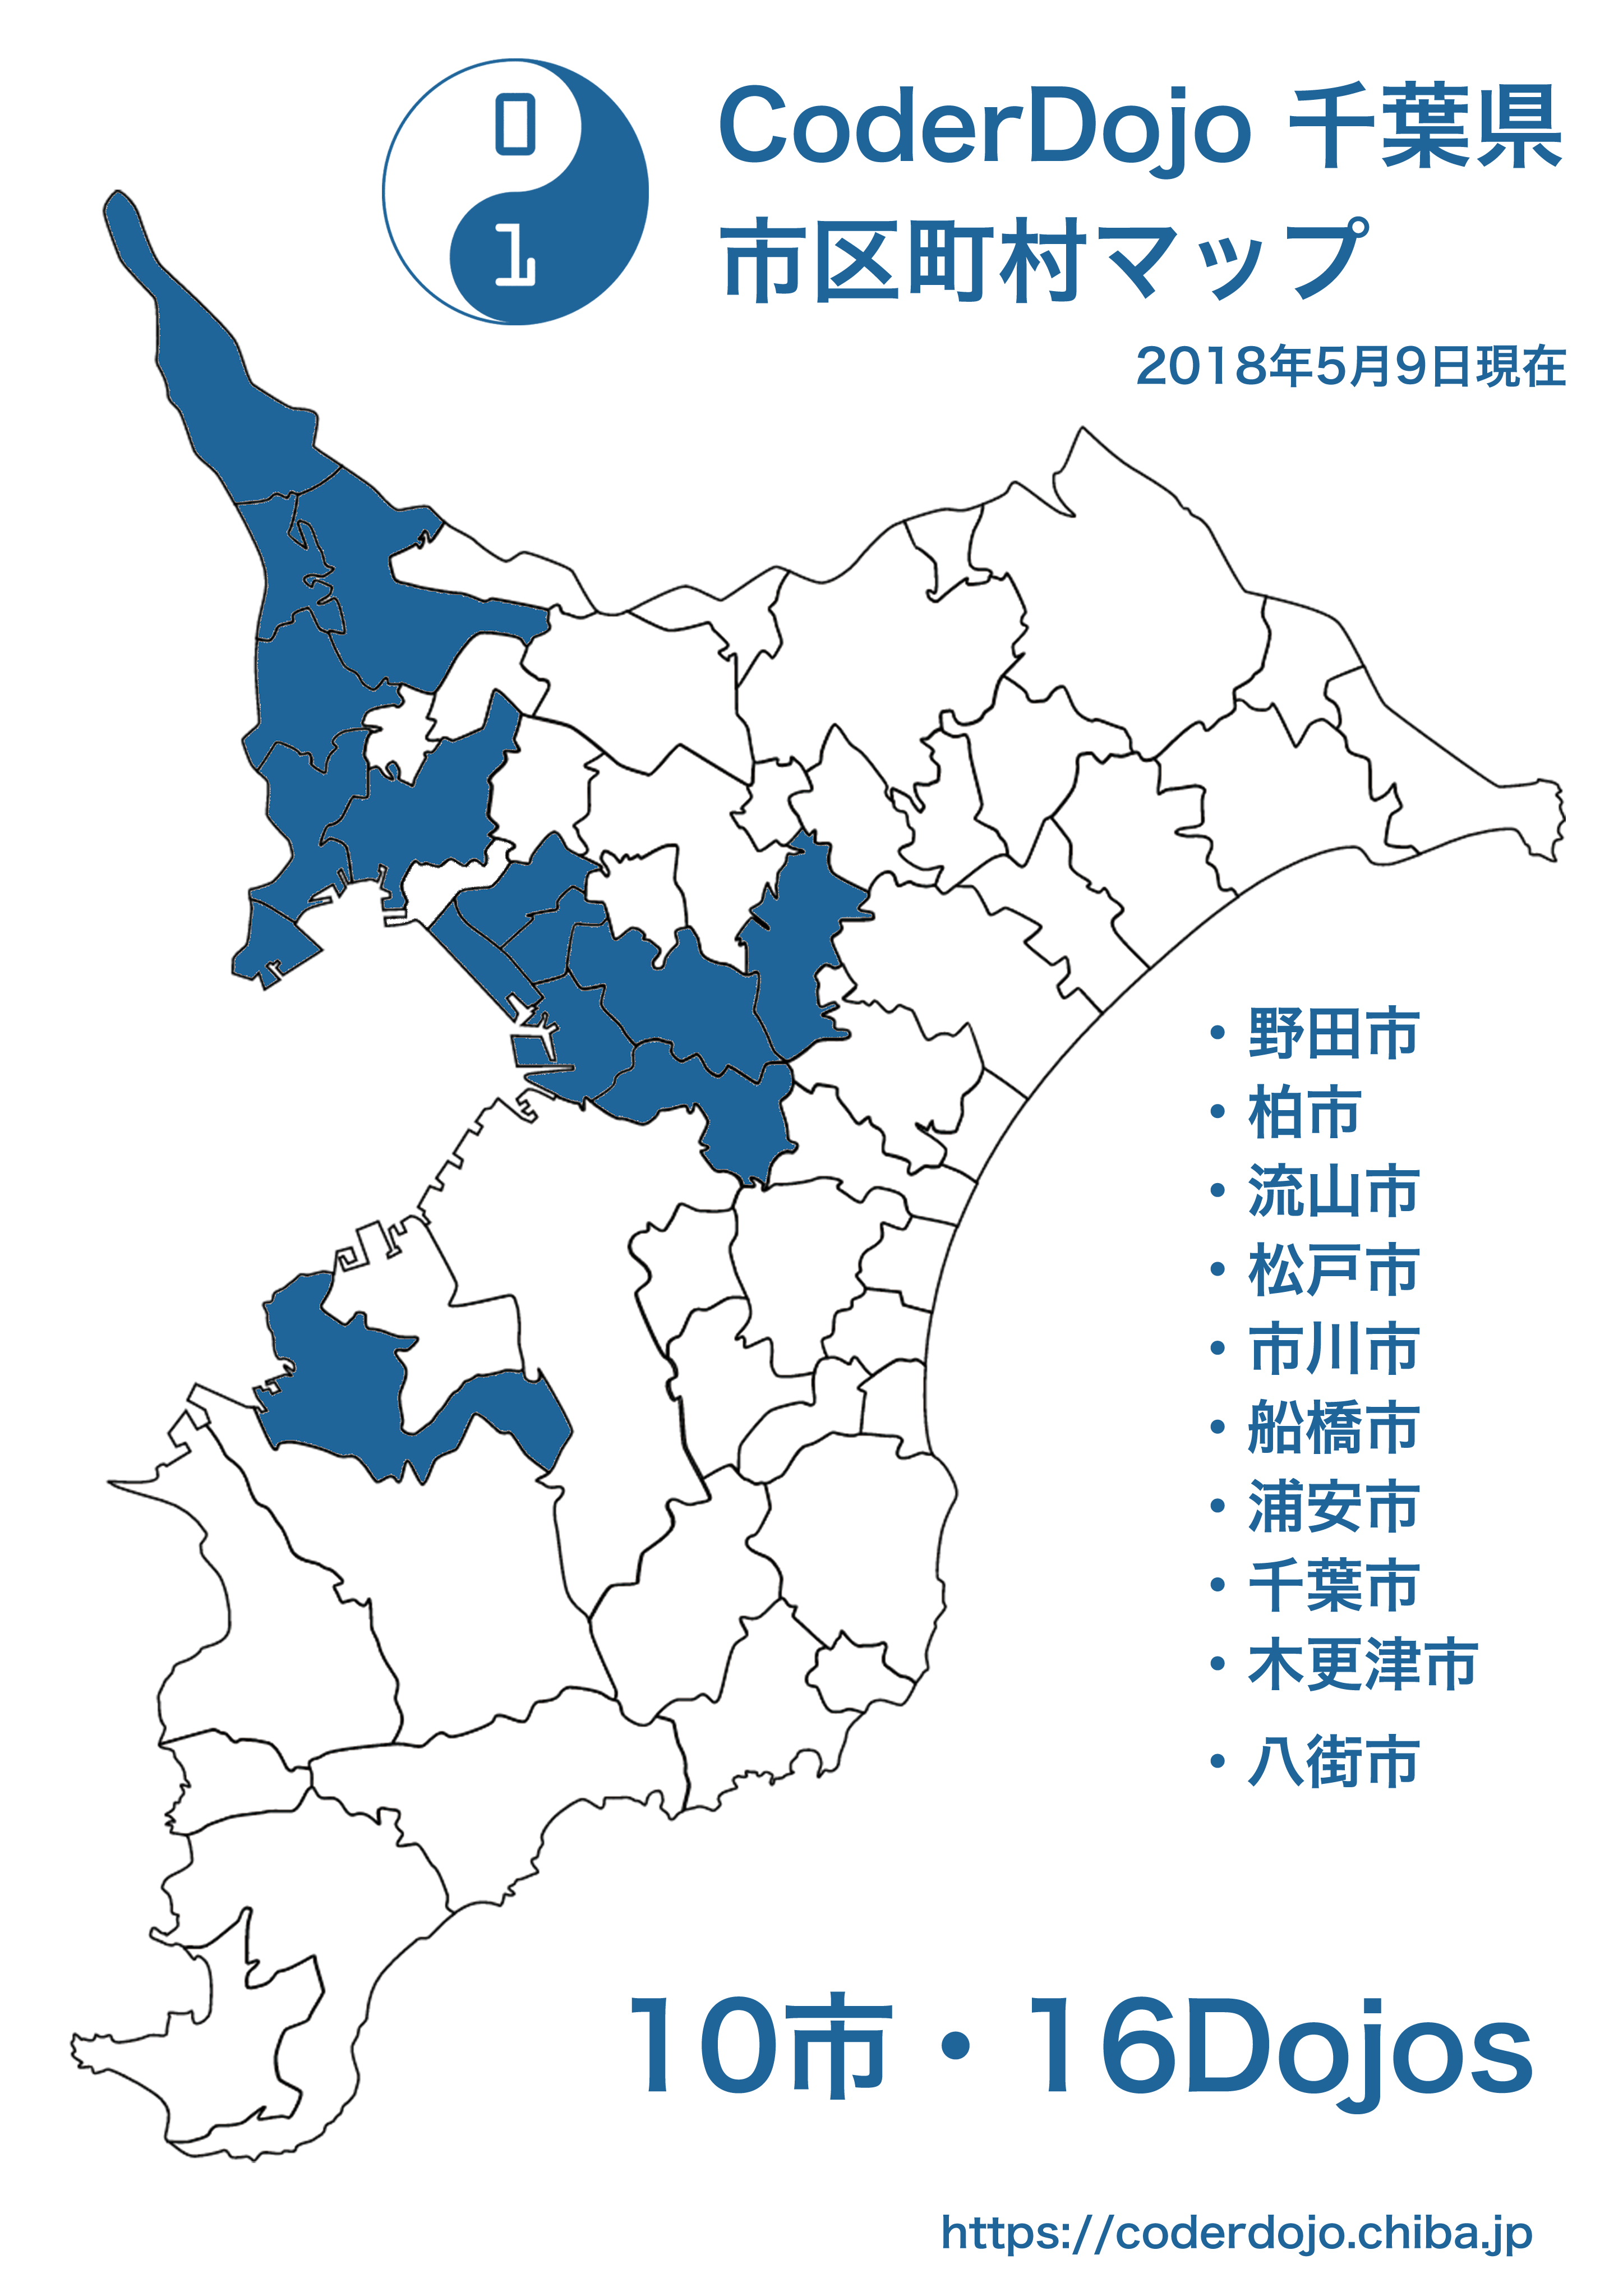 0
1
CoderDojo 千葉県
市区町村マップ
2018年5月9日現在
・野田市
・柏市
・流山市
・松戸市
・市川市
・船橋市
・浦安市
・千葉市
・木更津市
・八街市
10市・16Dojos
https://coderdojo.chiba.jp